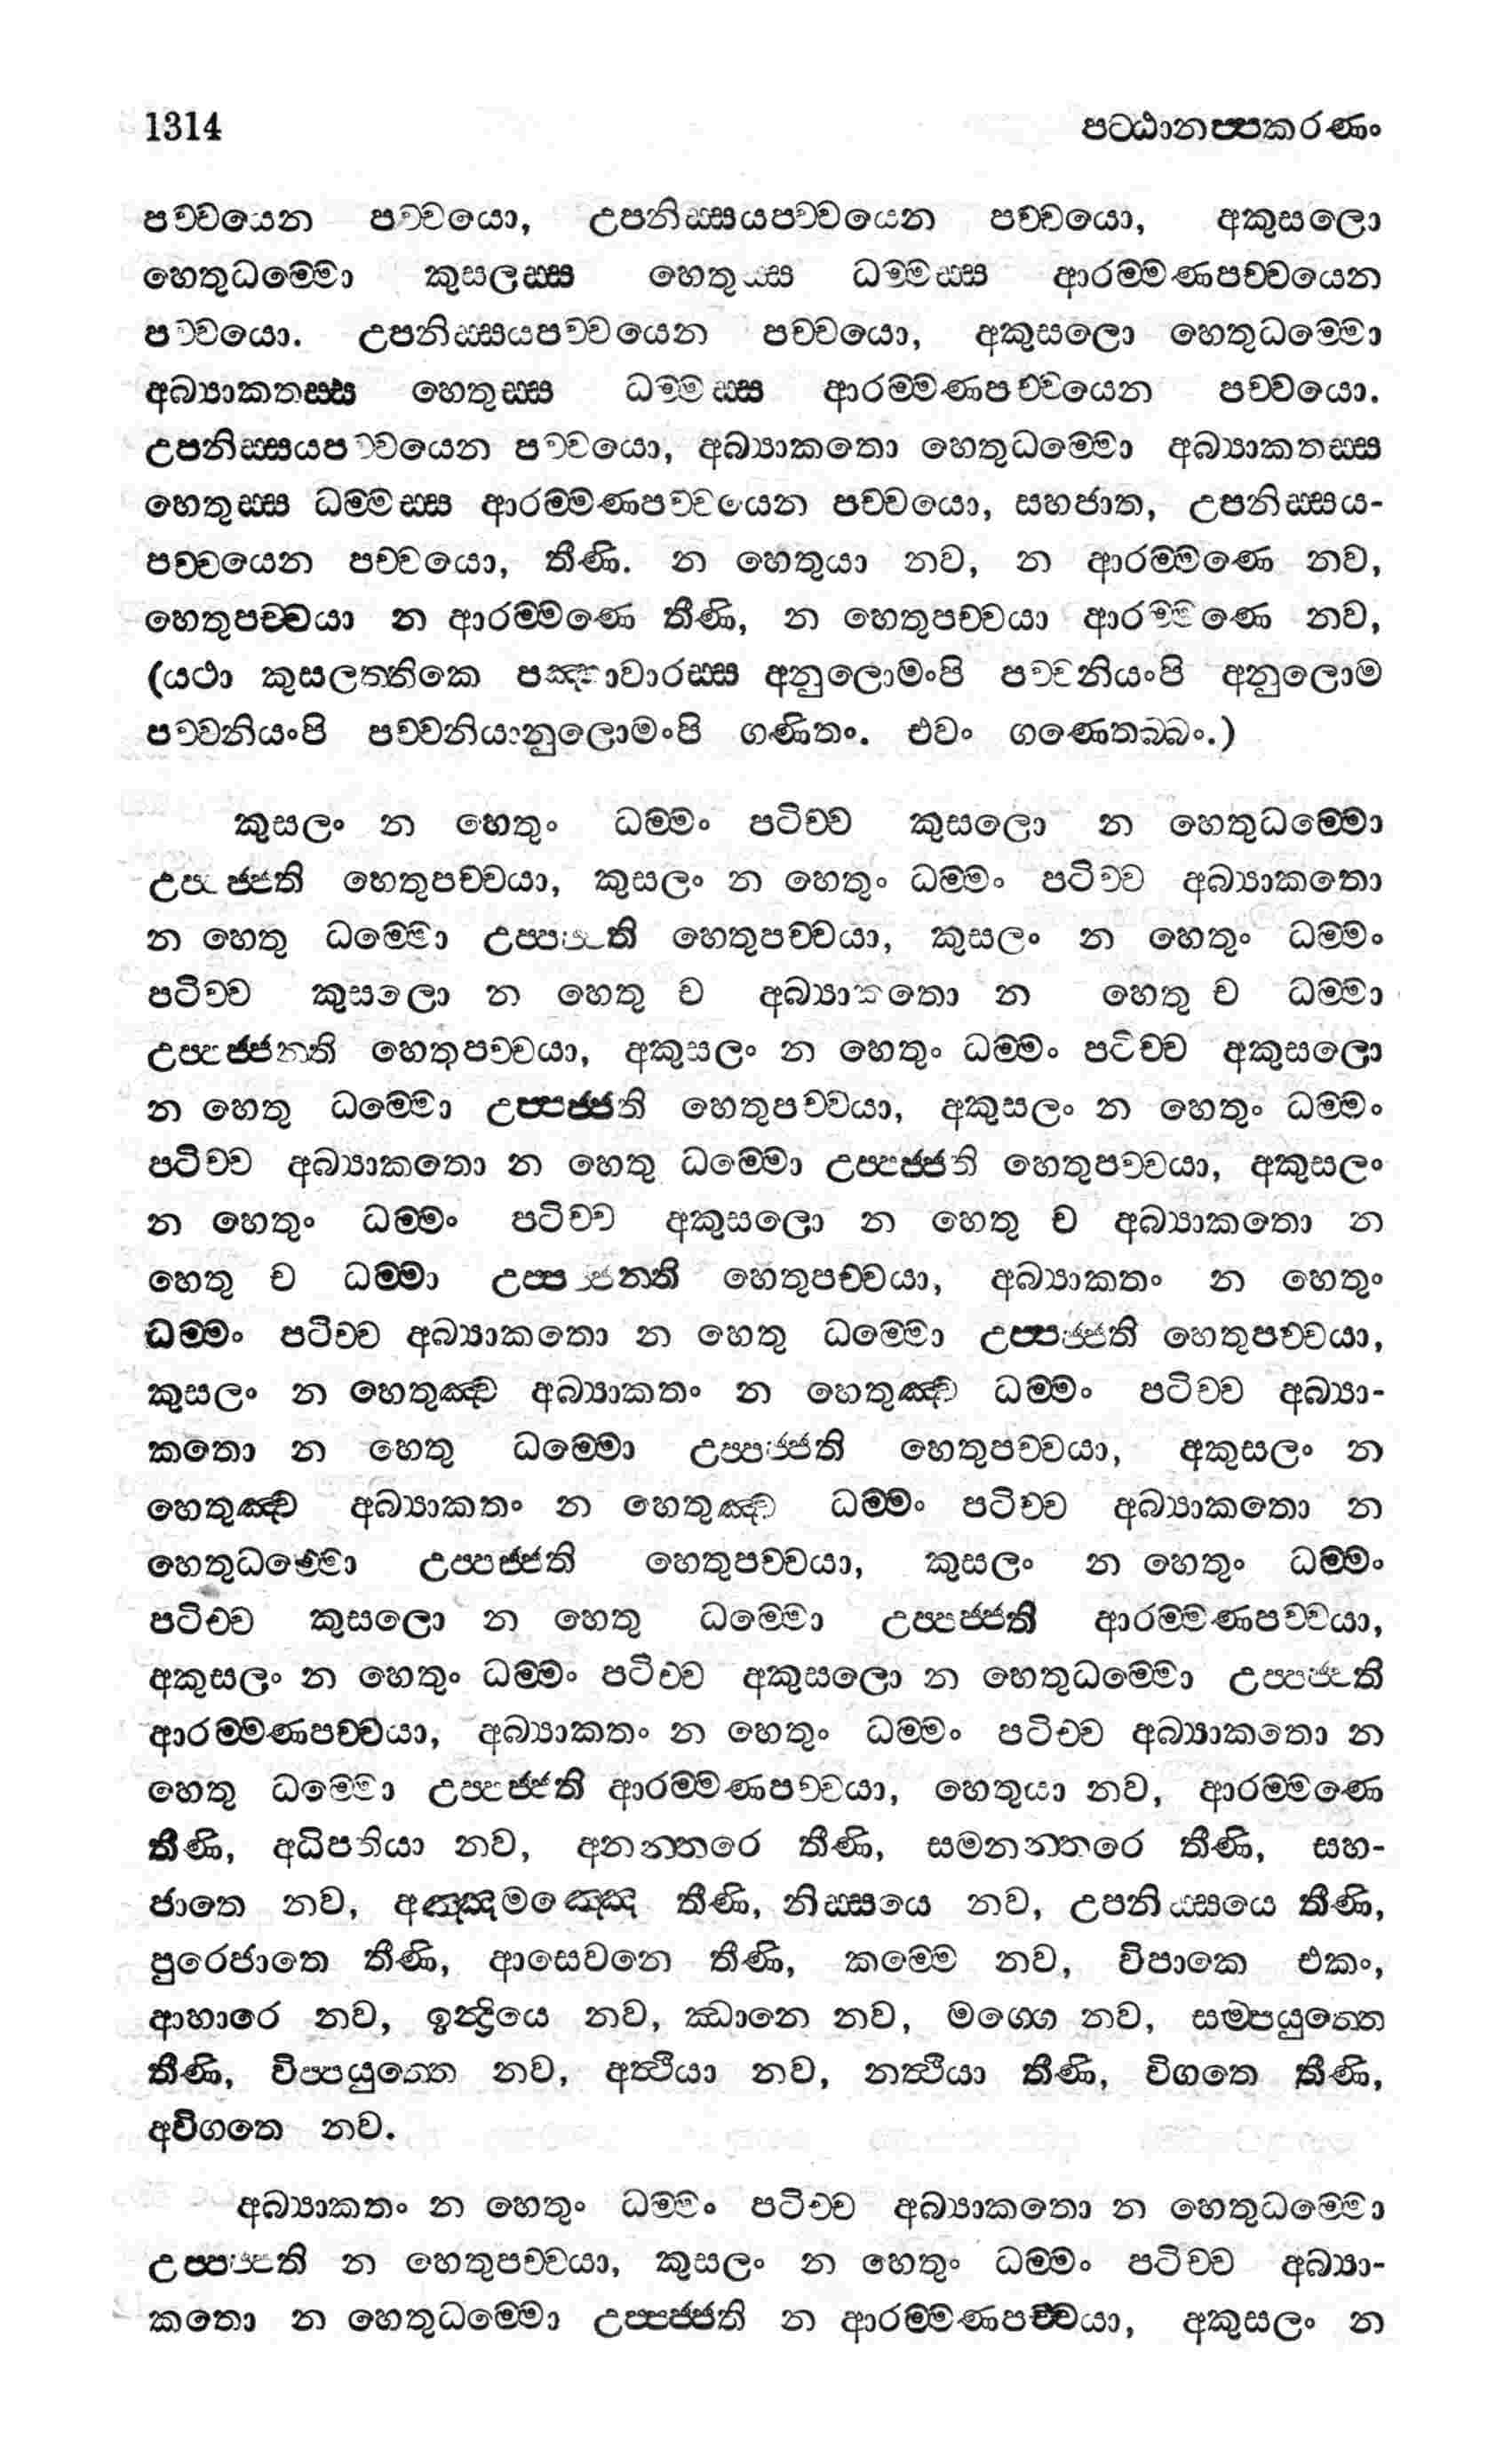 1314 පට්ඨානප්පකරණං
පච්චයෙන පච්චයො, උපනිස්සයපච්චයෙන පච්චයො, අකුසලො
හෙතුධම්මො කුසලස්ස හෙතුස්ස ධම්මස්ස ආරම්මණපච්චයෙන
පච්චයො. උපනිස්සයපච්චයෙන පච්චයො, අකුසලො හෙතුධම්මො
අබ්‍යාකතස්ස හෙතුස්ස ධම්මස්ස ආරම්මණපච්චයෙන පච්චයො.
උපනිස්සයපච්චයෙන පච්චයො, අබ්‍යාකතො හෙතුධම්මො අබ්‍යාකතස්ස
හෙතුස්ස ධම්මස්ස ආරම්මණපච්චයෙන පච්චයො, සහජාත, උපනිස්සය-
පච්චයෙන පච්චයො, තීණි. න හෙතුයා නව, න ආරම්මණෙ නව,
හෙතුපච්චයා න ආරම්මණෙ තීණි, න හෙතුපච්චයා ආරම්මණෙ නව,
(යථා කුසලත්තිකෙ පඤ්හාවාරස්ස අනුලොමංපි පච්චනියංපි අනුලොම
පච්චනියංපි පච්චනියානුලොමංපි ගණිතං. එවං ගණෙතබ්බං.)
කුසලං න හෙතුං ධම්මං පටිච්ච කුසලො න හෙතුධම්මො
උප්පජ්ජති හෙතුපච්චයා, කුසලං න හෙතුං ධම්මං පටිච්ච අබ්‍යාකතො
න හෙතු ධම්මො උප්පජ්ජති හෙතුපච්චයා, කුසලං න හෙතුං ධම්මං
පටිච්ච කුසලො න හෙතු ච අබ්‍යාකතො න හෙතු ච ධම්මා
උප්පජ්ජන්ති හෙතුපච්චයා, අකුසලං න හෙතුං ධම්මං පටිච්ච අකුසලො
න හෙතු ධම්මො උප්පජ්ජති හෙතුපච්චයා, අකුසලං න හෙතුං ධම්මං
පටිච්ච අබ්‍යාකතො න හෙතු ධම්මො උප්පජ්ජති හෙතුපච්චයා, අකුසලං
න හෙතුං ධම්මං පටිච්ච අකුසලො න හෙතු ච අබ්‍යාකතො න
හෙතු ච ධම්මා උප්පජ්ජන්ති හෙතුපච්චයා, අබ්‍යාකතං න හෙතුං
ධම්මං පටිච්ච අබ්‍යාකතො න හෙතු ධම්මො උප්පජ්ජති හෙතුපච්චයා,
කුසලං න හෙතුඤ්ච අබ්‍යාකතං න හෙතුඤ්ච ධම්මං පටිච්ච අබ්‍යා-
කතො න හෙතු ධම්මො උප්පජ්ජති හෙතුපච්චයා, අකුසලං න
හෙතුඤ්ච අබ්‍යාකතං න හෙතුඤ්ච ධම්මං පටිච්ච අබ්‍යාකතො න
හෙතුධම්මො උප්පජ්ජති හෙතුපච්චයා, කුසලං න හෙතුං ධම්මං
පටිච්ච කුසලො න හෙතු ධම්මො උප්පජ්ජති ආරම්මණපච්චයා,
අකුසලං න හෙතුං ධම්මං පටිච්ච අකුසලො න හෙතුධම්මො උප්පජ්ජති
ආරම්මණපච්චයා, අබ්‍යාකතං න හෙතුං ධම්මං පටිච්ච අබ්‍යාකතො න
හෙතු ධම්මො උප්පජ්ජති ආරම්මණපච්චයා, හෙතුයා නව, ආරම්මණෙ
තීණි, අධිපතියා නව, අනන්තරෙ තීණි, සමනන්තරෙ තීණි, සහ-
ජාතෙ නව, අඤ්ඤමඤ්ඤෙ තීණි, නිස්සයෙ නව, උපනිස්සයෙ තීණි,
පුරෙජාතෙ තීණි, ආසෙවනෙ තීණි, කම්මෙ නව, විපාකෙ එකං,
ආහාරෙ නව, ඉන්ද්‍රියෙ නව, ඣානෙ නව, මග්ගෙ නව, සම්පයුත්තෙ
තීණි, විප්පයුත්තෙ නව, අත්ථියා නව, නත්ථියා තීණි, විගතෙ තීණි,
අවිගතෙ නව.
අබ්‍යාකතං න හෙතුං ධම්මං පටිච්ච අබ්‍යාකතො න හෙතුධම්මො
උප්පජ්ජති න හෙතුපච්චයා, කුසලං න හෙතුං ධම්මං පටිච්ච අබ්‍යා-
කතො න හෙතුධම්මො උප්පජ්ජති න ආරම්මණපච්චයා, අකුසලං න